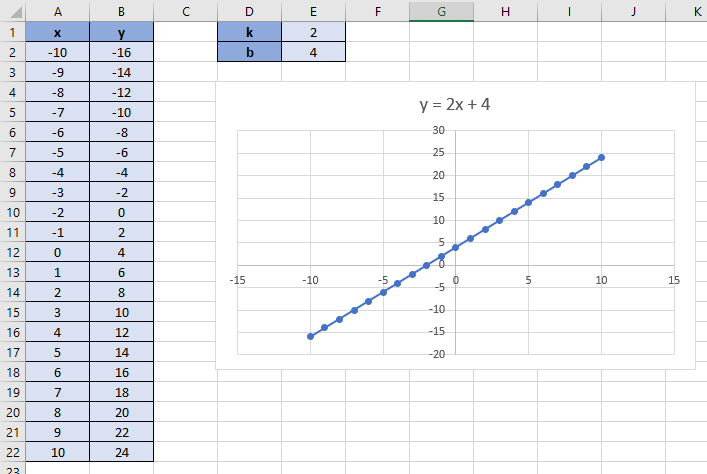 A B C D E F G H I J K
1 x y k 2
2 -10 -16 b 4
3 -9 -14
4 -8 -12
5 -7 -10
6 -6 -8
7 -5 -6
8 -4 -4
9 -3 -2
10 -2 0
11 -1 2
12 0 4
13 1 6
14 2 8
15 3 10
16 4 12
17 5 14
18 6 16
19 7 18
20 8 20
21 9 22
22 10 24
23
y = 2x + 4
30
25
20
15
10
5
0
-15 -10 -5 0 5 10 15
-5
-10
-15
-20